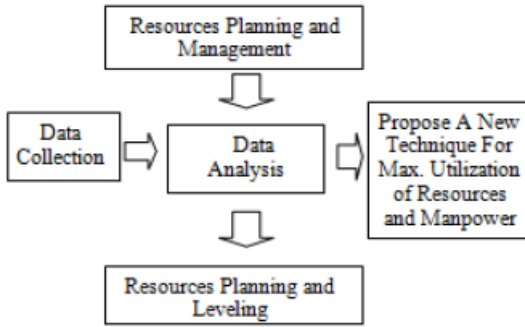 Resources Planning and
Management
Data
Collection
Data
Analysis
Propose A New
Technique For
Max. Utilization
of Resources
and Manpower
Resources Planning and
Leveling